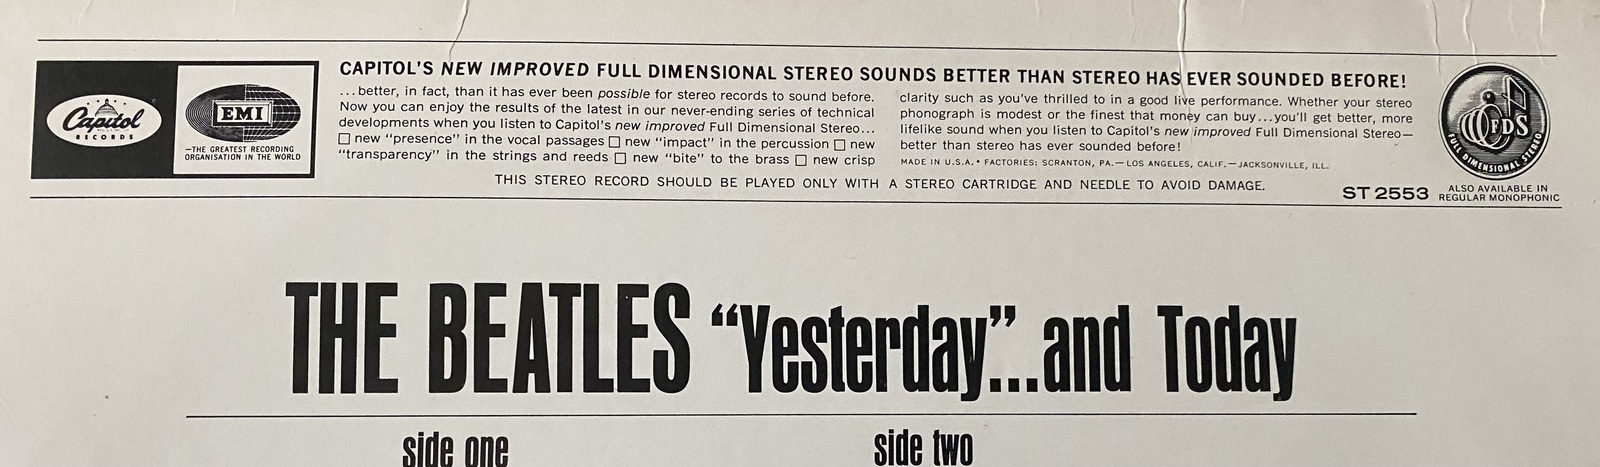 Capitol
RECORDS
EMI
—THE GREATEST RECORDING
ORGANISATION IN THE WORLD
CAPITOL'S NEW IMPROVED FULL DIMENSIONAL STEREO SOUNDS BETTER THAN STEREO HAS EVER SOUNDED BEFORE!
...better, in fact, than it has ever been possible for stereo records to sound before.
Now you can enjoy the results of the latest in our never-ending series of technical
developments when you listen to Capitol's new improved Full Dimensional Stereo...
☐ new “presence” in the vocal passages ☐ new “impact” in the percussion ☐ new
“transparency” in the strings and reeds ☐ new “bite” to the brass ☐ new crisp
clarity such as you've thrilled to in a good live performance. Whether your stereo
phonograph is modest or the finest that money can buy...you'll get better, more
lifelike sound when you listen to Capitol's new improved Full Dimensional Stereo—
better than stereo has ever sounded before!
MADE IN U.S.A. • FACTORIES: SCRANTON, PA.—LOS ANGELES, CALIF.—JACKSONVILLE, ILL.
THIS STEREO RECORD SHOULD BE PLAYED ONLY WITH A STEREO CARTRIDGE AND NEEDLE TO AVOID DAMAGE.
FDS
FULL DIMENSIONAL STEREO
ST 2553
ALSO AVAILABLE IN
REGULAR MONOPHONIC
THE BEATLES “Yesterday”...and Today
side one
side two